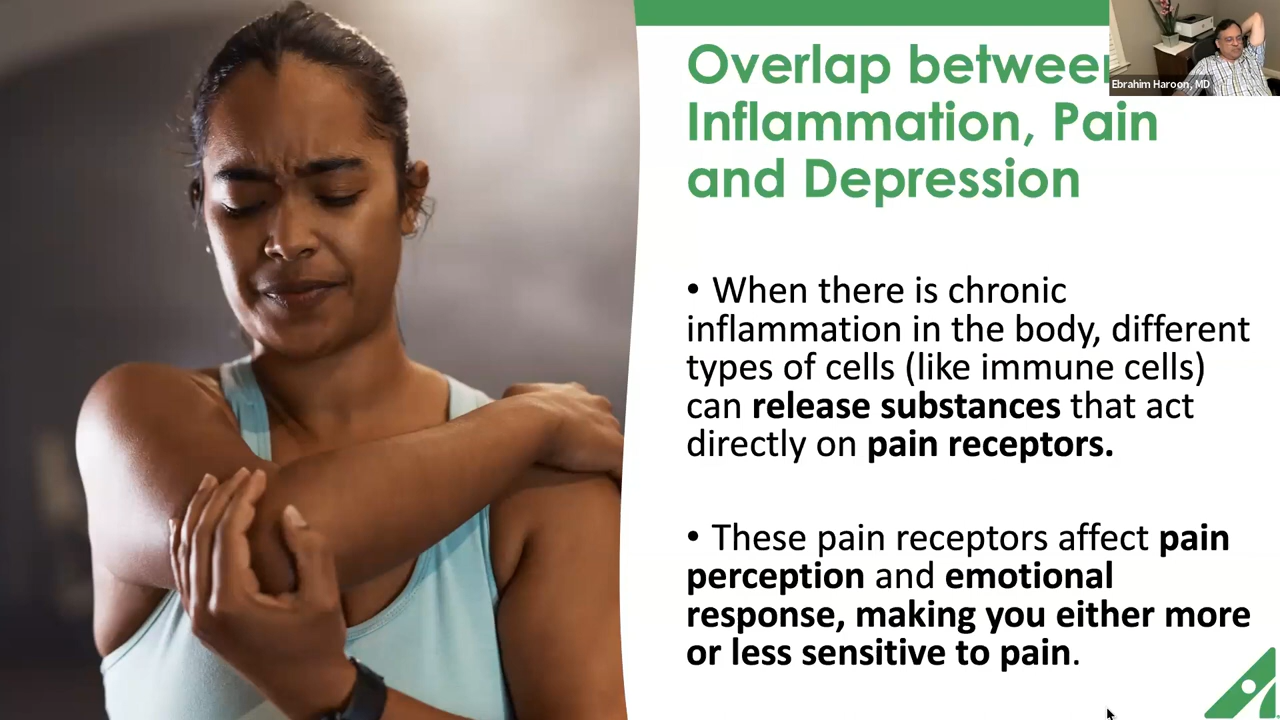 Overlap between
Inflammation, Pain
and Depression
Ebrahim Haroon, MD
• When there is chronic
inflammation in the body, different
types of cells (like immune cells)
can release substances that act
directly on pain receptors.
• These pain receptors affect pain
perception and emotional
response, making you either more
or less sensitive to pain.